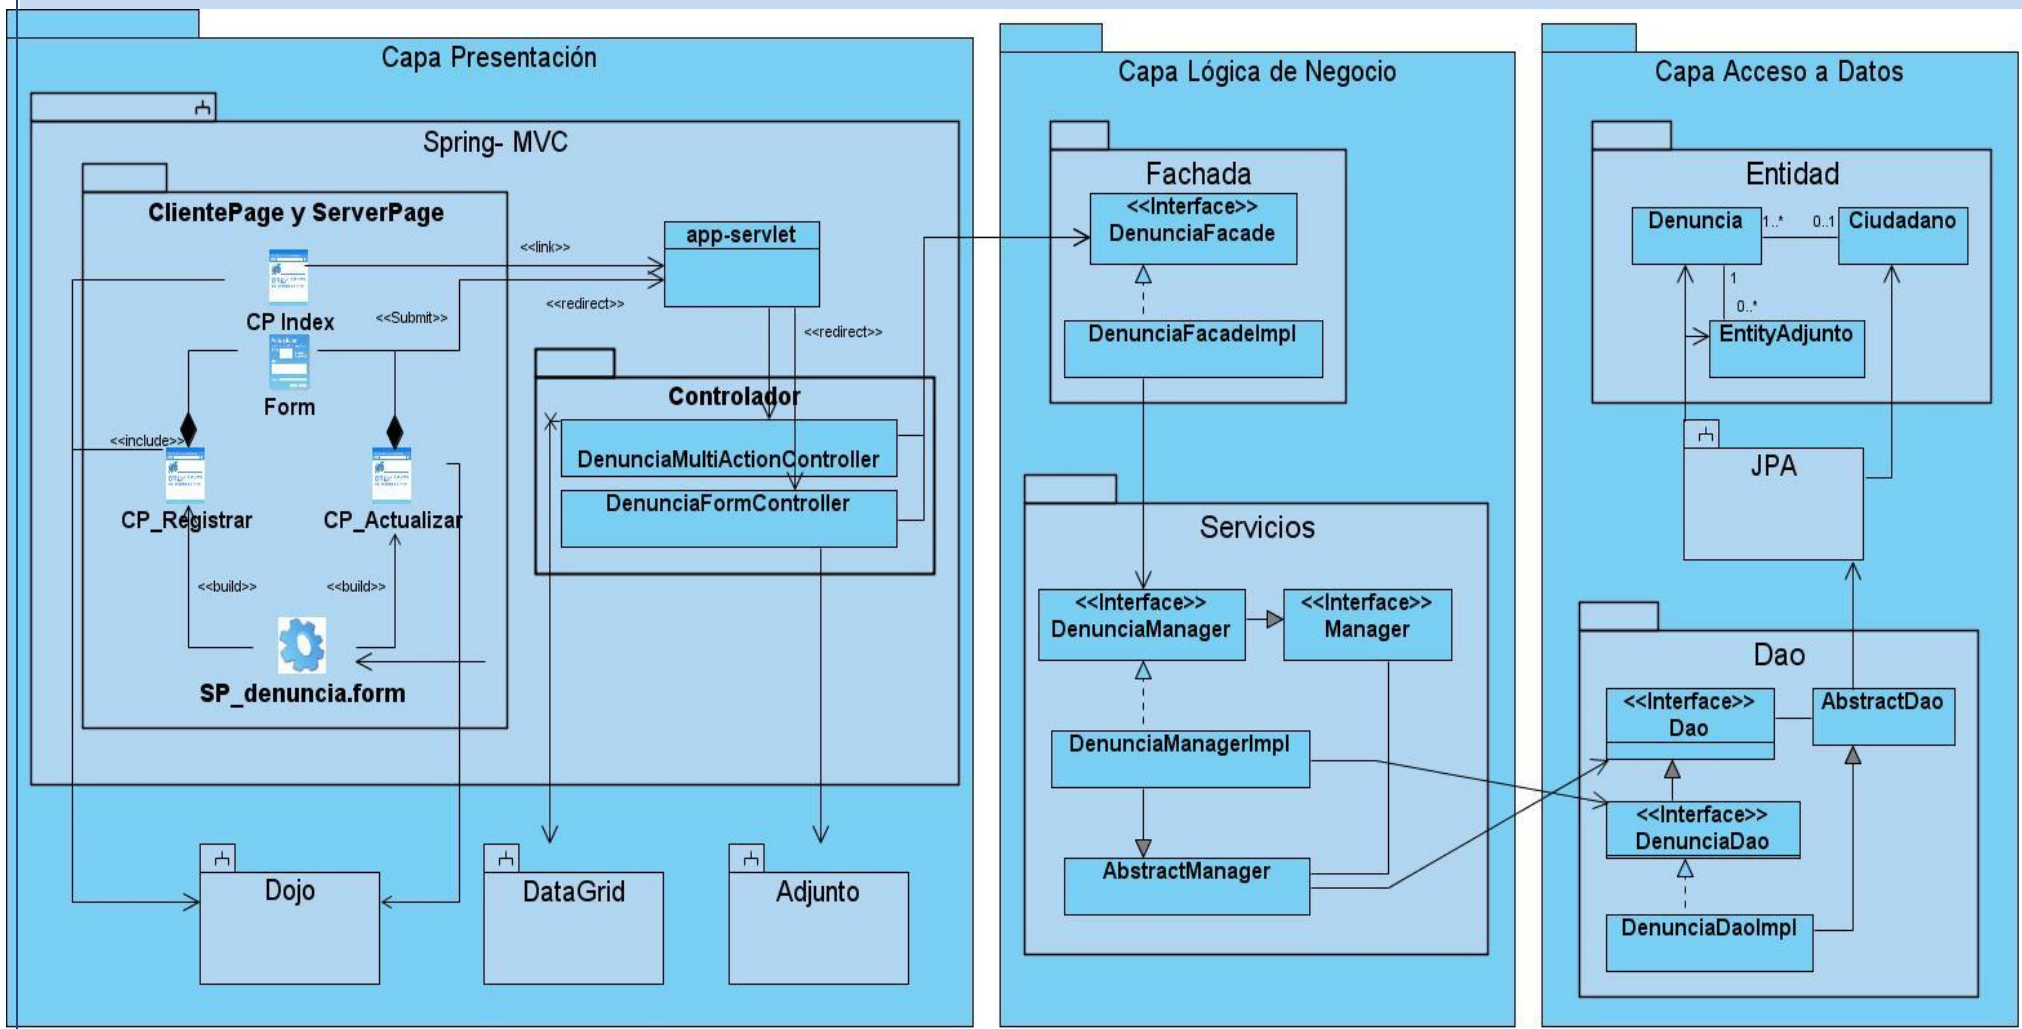 Capa Presentación
Spring- MVC
ClientePage y ServerPage
CP Index
Form
<<Submit>>
<<link>>
<<redirect>>
<<redirect>>
app-servlet
<<include>>
CP_Registrar
CP_Actualizar
<<build>>
<<build>>
SP_denuncia.form
Controlador
DenunciaMultiActionController
DenunciaFormController
Dojo
DataGrid
Adjunto
Capa Lógica de Negocio
Fachada
<<Interface>>
DenunciaFacade
DenunciaFacadeImpl
Servicios
<<Interface>>
DenunciaManager
<<Interface>>
Manager
DenunciaManagerImpl
AbstractManager
Capa Acceso a Datos
Entidad
Denuncia
1..*
0..1
Ciudadano
1
0..*
EntityAdjunto
JPA
Dao
<<Interface>>
Dao
AbstractDao
<<Interface>>
DenunciaDao
DenunciaDaoImpl